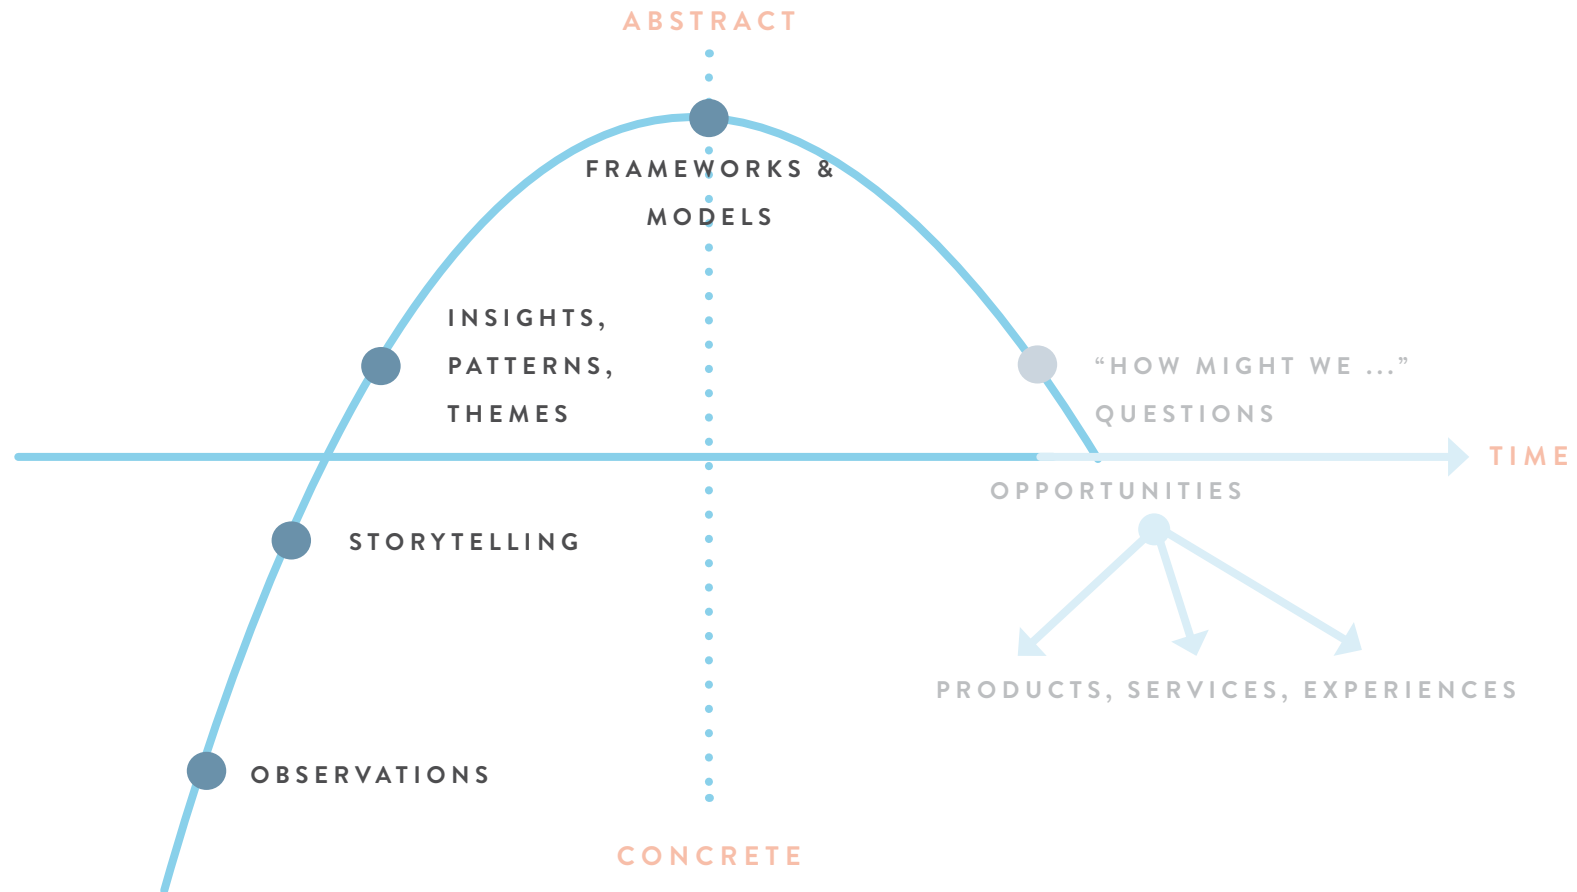 ABSTRACT
FRAMEWORKS &
MODELS
INSIGHTS,
PATTERNS,
THEMES
“HOW MIGHT WE ...”
QUESTIONS
TIME
OPPORTUNITIES
STORYTELLING
PRODUCTS, SERVICES, EXPERIENCES
OBSERVATIONS
CONCRETE